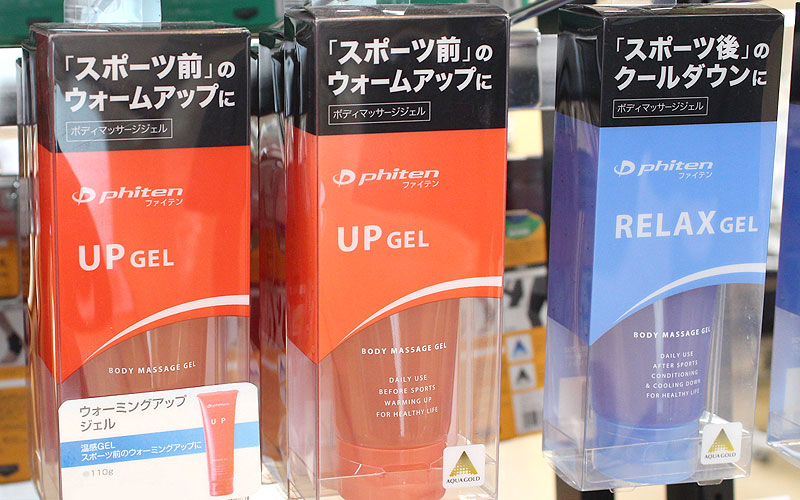 「スポーツ前」の
ウォームアップに
ボディマッサージジェル
phiten
ファイテン
UP GEL
BODY MASSAGE GEL
ウォーミングアップ
ジェル
温感GEL
スポーツ前のウォーミングアップに
110g
phiten
UP
「スポーツ前」の
ウォームアップに
ボディマッサージジェル
phiten
ファイテン
UP GEL
BODY MASSAGE GEL
DAILY USE
BEFORE SPORTS
WARMING UP
FOR HEALTHY LIFE
AQUAGOLD
「スポーツ後」の
クールダウンに
ボディマッサージジェル
phiten
ファイテン
RELAX GEL
BODY MASSAGE GEL
DAILY USE
AFTER SPORTS
CONDITIONING
& COOLING DOWN
FOR HEALTHY LIFE
AQUAGOLD